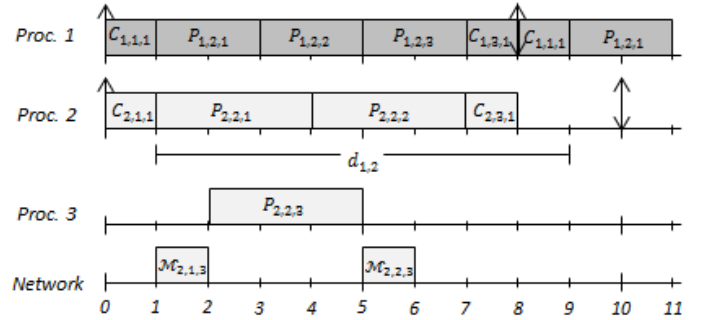 Proc. 1 C1,1,1 P1,2,1 P1,2,2 P1,2,3 C1,3,1 C1,1,1 P1,2,1
Proc. 2 C2,1,1 P2,2,1 P2,2,2 C2,3,1
d1,2
Proc. 3 P2,2,3
Network M2,1,3 M2,2,3
0 1 2 3 4 5 6 7 8 9 10 11